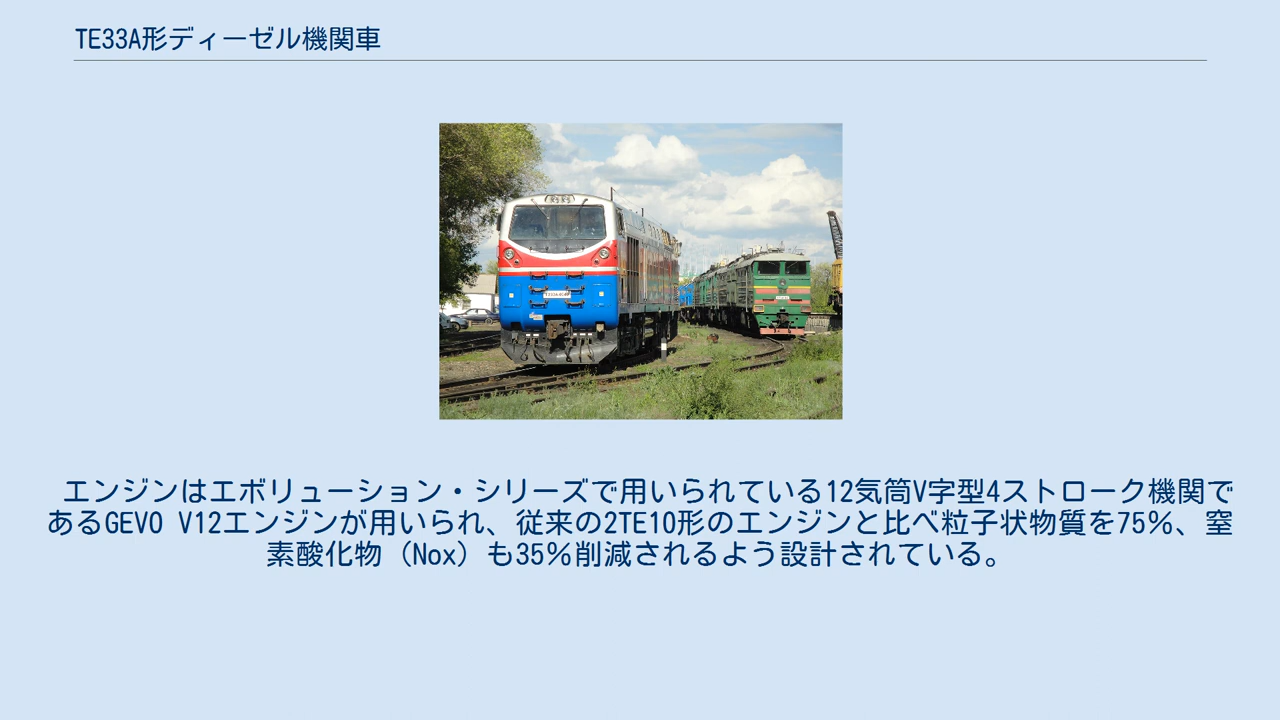 TE33A形ディーゼル機関車
エンジンはエボリューション・シリーズで用いられている12気筒V字型4ストローク機関で
あるGEVO V12エンジンが用いられ、従来の2TE10形のエンジンと比べ粒子状物質を75%、窒
素酸化物（Nox）も35%削減されるよう設計されている。